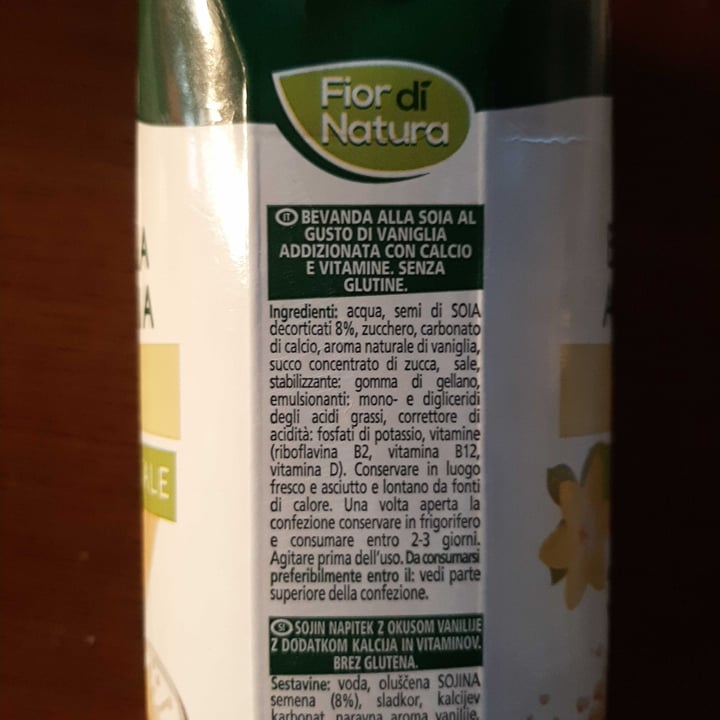 Fior di
Natura
IT BEVANDA ALLA SOIA AL
GUSTO DI VANIGLIA
ADDIZIONATA CON CALCIO
E VITAMINE. SENZA
GLUTINE.
Ingredienti: acqua, semi di SOIA
decorticati 8%, zucchero, carbonato
di calcio, aroma naturale di vaniglia,
succo concentrato di zucca, sale,
stabilizzante: gomma di gellano,
emulsionanti: mono- e digliceridi
degli acidi grassi, correttore di
acidità: fosfati di potassio, vitamine
(riboflavina B2, vitamina B12,
vitamina D). Conservare in luogo
fresco e asciutto e lontano da fonti
di calore. Una volta aperta la
confezione conservare in frigorifero
e consumare entro 2-3 giorni.
Agitare prima dell'uso. Da consumarsi
preferibilmente entro il: vedi parte
superiore della confezione.
SI SOJIN NAPITEK Z OKUSOM VANILIJE
Z DODATKOM KALCIJA IN VITAMINOV.
BREZ GLUTENA.
Sestavine: voda, oluščena SOJINA
semena (8%), sladkor, kalcijev
karbonat, naravna aroma vanilije,